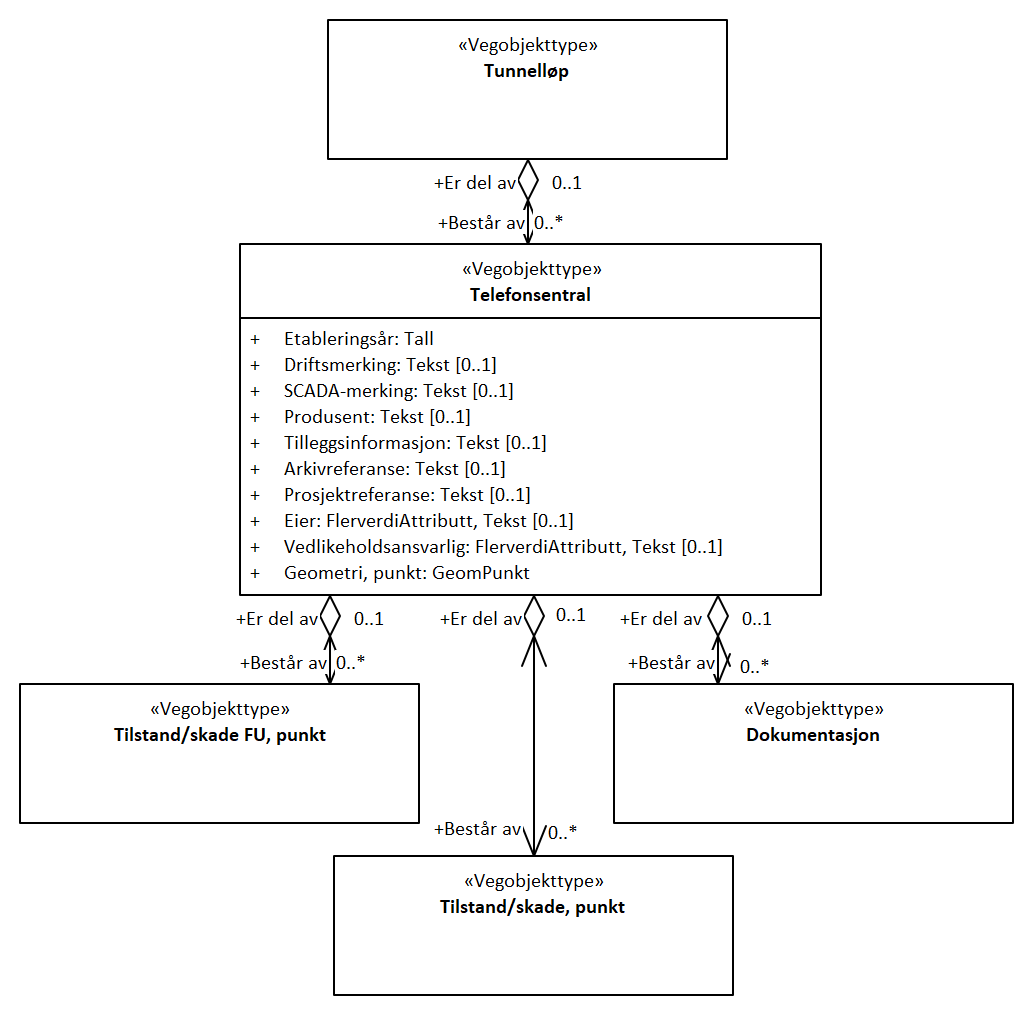 «Vegobjekttype»
Tunnelløp
+Er del av 0..1
+Består av 0..*
«Vegobjekttype»
Telefonsentral
+ Etableringsår: Tall
+ Driftsmerking: Tekst [0..1]
+ SCADA-merking: Tekst [0..1]
+ Produsent: Tekst [0..1]
+ Tilleggsinformasjon: Tekst [0..1]
+ Arkivreferanse: Tekst [0..1]
+ Prosjektreferanse: Tekst [0..1]
+ Eier: FlerverdiAttributt, Tekst [0..1]
+ Vedlikeholdsansvarlig: FlerverdiAttributt, Tekst [0..1]
+ Geometri, punkt: GeomPunkt
+Er del av 0..1 +Er del av 0..1 +Er del av 0..1
+Består av 0..* +Består av 0..*
«Vegobjekttype» «Vegobjekttype»
Tilstand/skade FU, punkt Dokumentasjon
+Består av 0..*
«Vegobjekttype»
Tilstand/skade, punkt